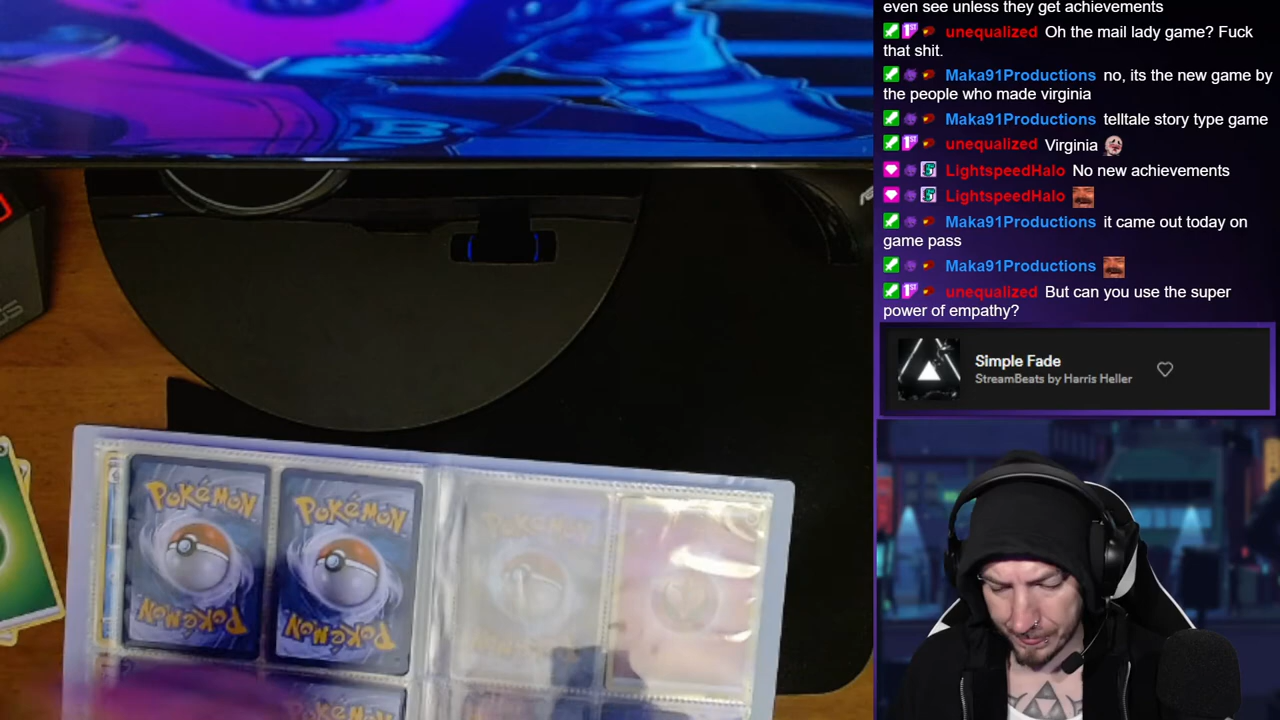 even see unless they get achievements
unequalized Oh the mail lady game? Fuck
that shit.
Maka91Productions no, its the new game by
the people who made virginia
Maka91Productions telltale story type game
unequalized Virginia
LightspeedHalo No new achievements
LightspeedHalo
Maka91Productions it came out today on
game pass
Maka91Productions
unequalized But can you use the super
power of empathy?
Simple Fade
StreamBeats by Harris Heller
POKéMON
POKéMON
POKéMON
POKéMON
POKéMON